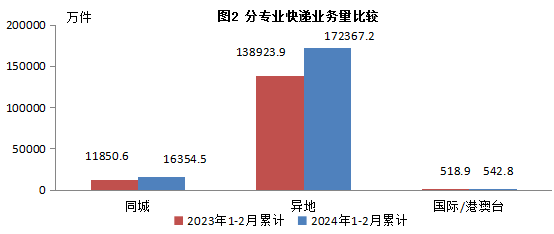 图2 分专业快递业务量比较
万件
200000
172367.2
138923.9
150000
100000
50000
11850.6
16354.5
518.9
542.8
0
同城
异地
国际/港澳台
2023年1-2月累计
2024年1-2月累计